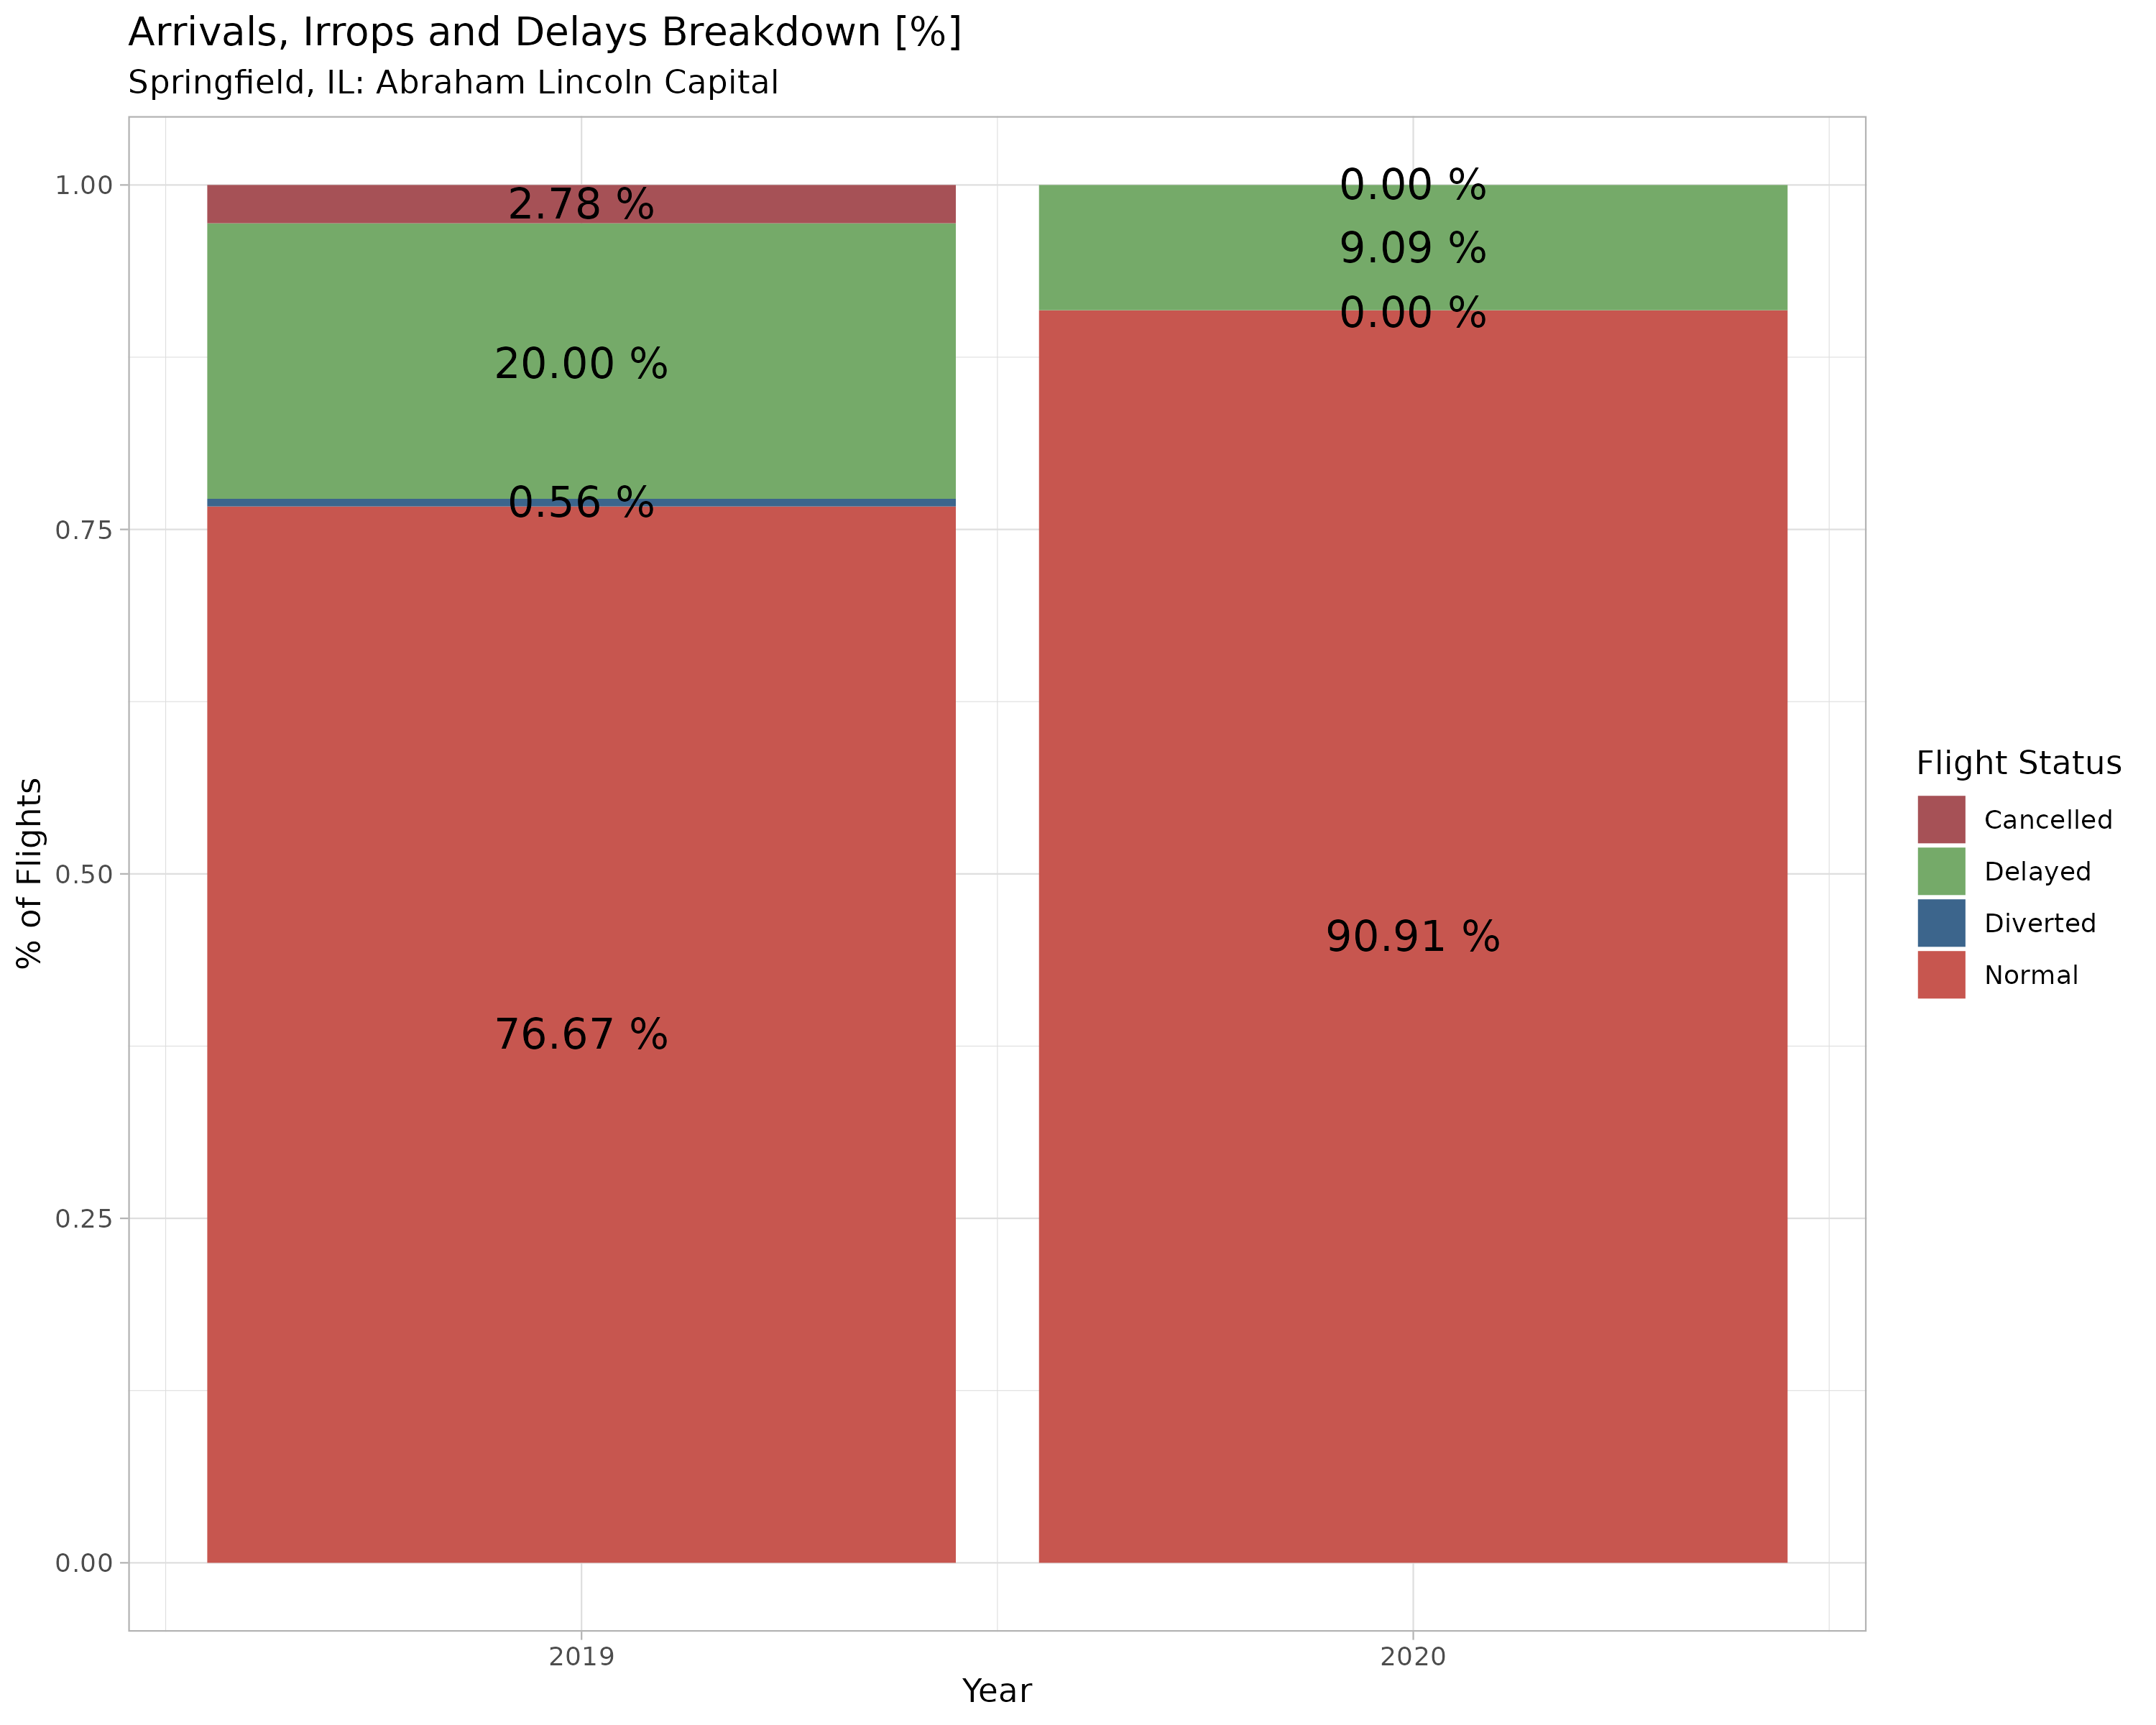 Arrivals, Irrops and Delays Breakdown [%]
Springfield, IL: Abraham Lincoln Capital
% of Flights
1.00
0.75
0.50
0.25
0.00
2.78 %
20.00 %
0.56 %
76.67 %
0.00 %
9.09 %
0.00 %
90.91 %
2019
2020
Year
Flight Status
Cancelled
Delayed
Diverted
Normal